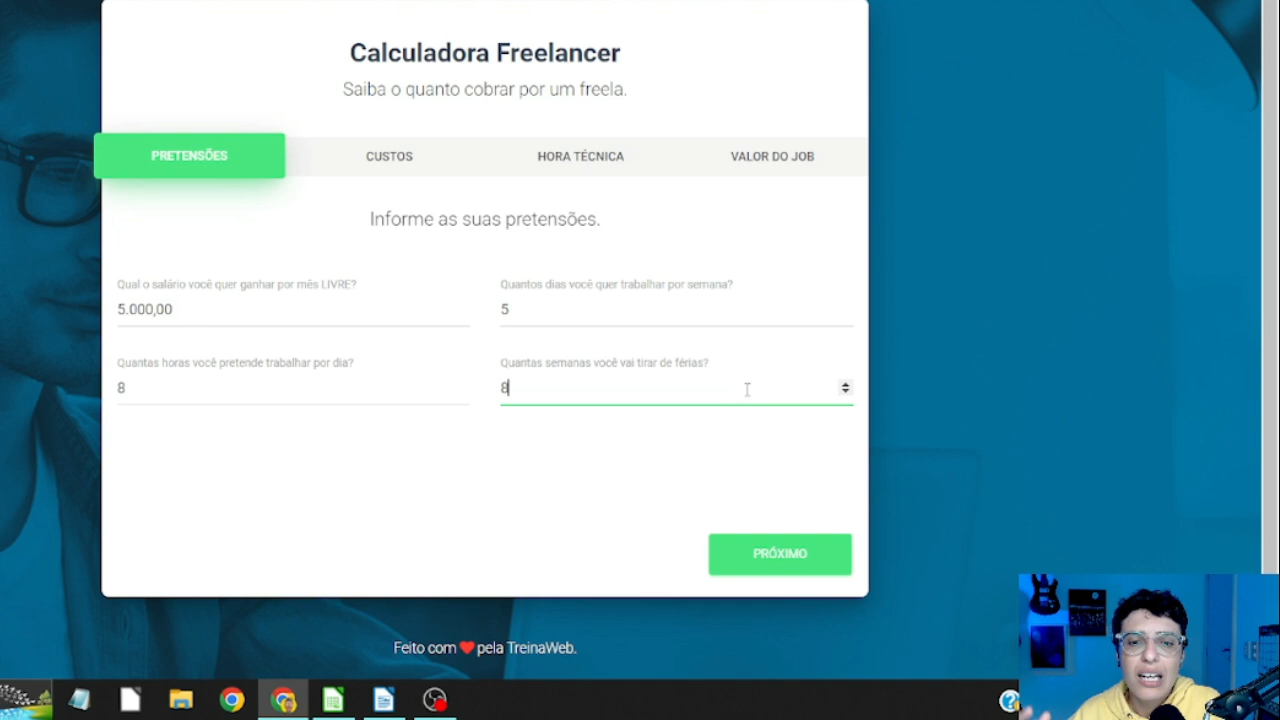 Calculadora Freelancer
Saiba o quanto cobrar por um freela.
PRETENSÕES
CUSTOS
HORA TÉCNICA
VALOR DO JOB
Informe as suas pretensões.
Qual o salário você quer ganhar por mês LIVRE?
5.000,00
Quantos dias você quer trabalhar por semana?
5
Quantas horas você pretende trabalhar por dia?
8
Quantas semanas você vai tirar de férias?
8
PRÓXIMO
Feito com ❤ pela TreinaWeb.